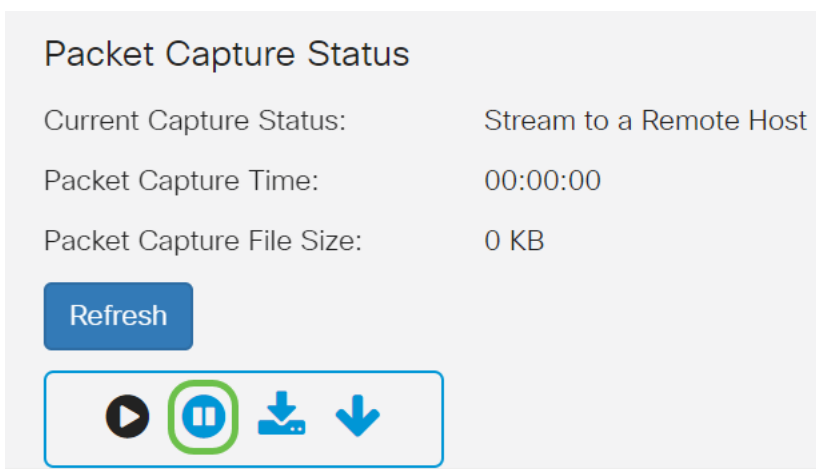 Packet Capture Status
Current Capture Status: Stream to a Remote Host
Packet Capture Time: 00:00:00
Packet Capture File Size: 0 KB
Refresh